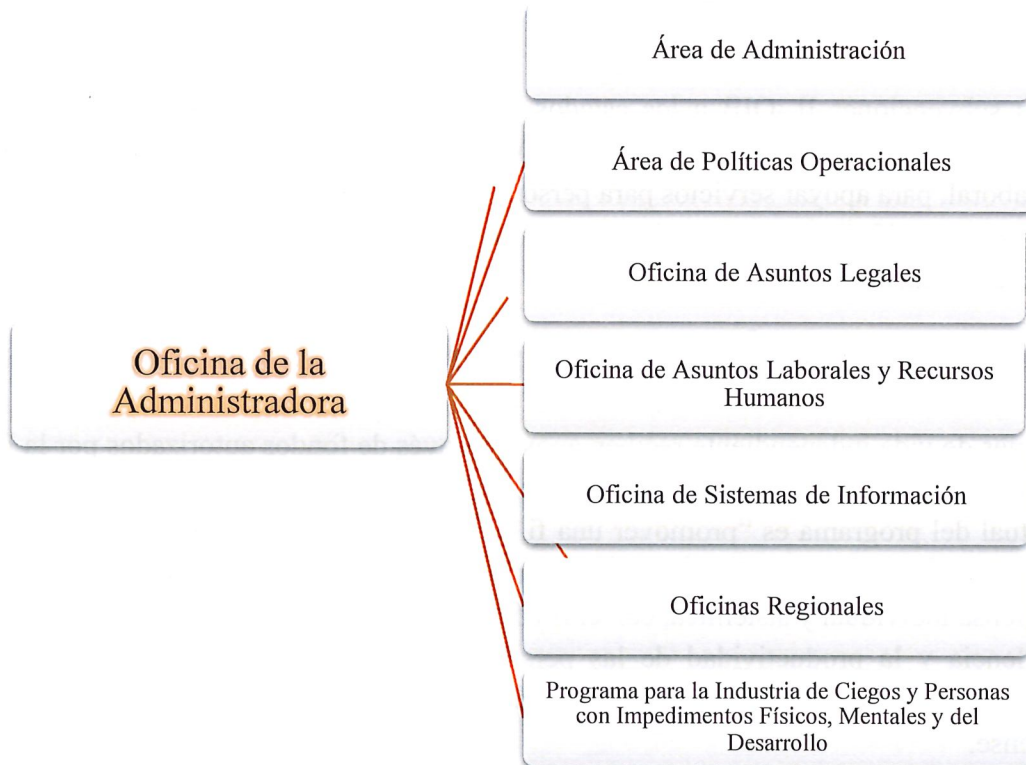 Área de Administración
Área de Políticas Operacionales
Oficina de Asuntos Legales
Oficina de la
Administradora
Oficina de Asuntos Laborales y Recursos
Humanos
Oficina de Sistemas de Información
Oficinas Regionales
Programa para la Industria de Ciegos y Personas
con Impedimentos Físicos, Mentales y del
Desarrollo